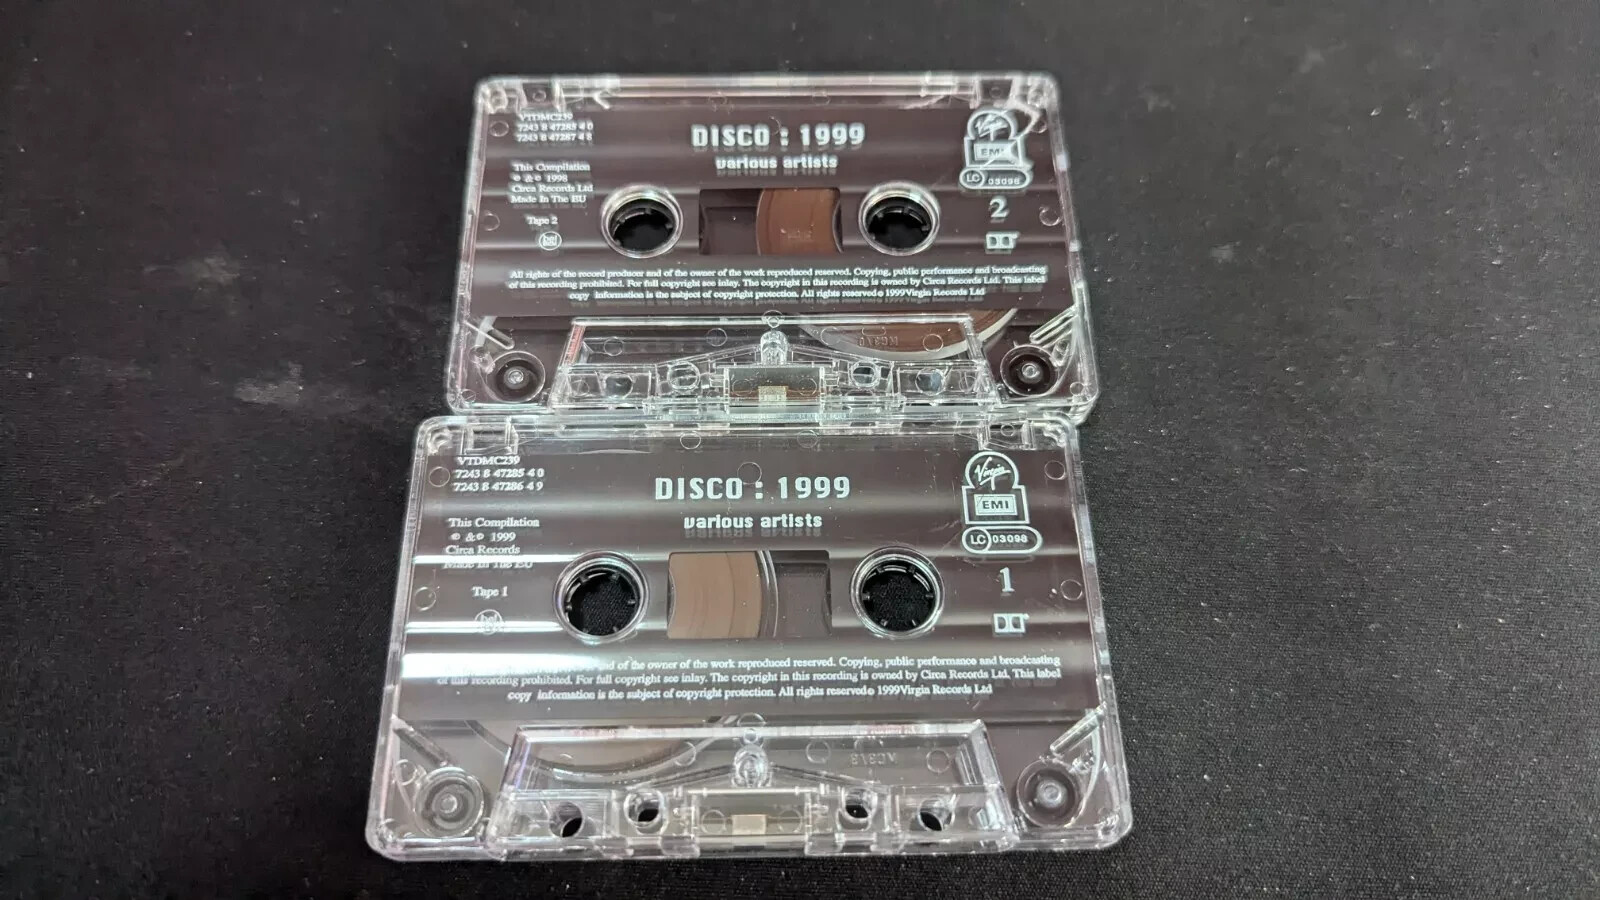 VTDMC239
7243 8 47285 4 0
7243 8 47287 4 8
This Compilation
℗ & © 1998
Circa Records Ltd
Made In The EU
Tape 2
bel
BIEM
DISCO : 1999
various artists
Virgin
EMI
LC 03098
2
All rights of the record producer and of the owner of the work reproduced reserved. Copying, public performance and broadcasting
of this recording prohibited. For full copyright see inlay. The copyright in this recording is owned by Circa Records Ltd. This label
copy information is the subject of copyright protection. All rights reserved © 1999 Virgin Records Ltd
VTDMC239
7243 8 47285 4 0
7243 8 47286 4 9
This Compilation
℗ & © 1999
Circa Records
Made In The EU
Tape 1
DISCO : 1999
various artists
Virgin
EMI
LC 03098
1
and of the owner of the work reproduced reserved. Copying, public performance and broadcasting
of this recording prohibited. For full copyright see inlay. The copyright in this recording is owned by Circa Records Ltd. This label
copy information is the subject of copyright protection. All rights reserved © 1999 Virgin Records Ltd